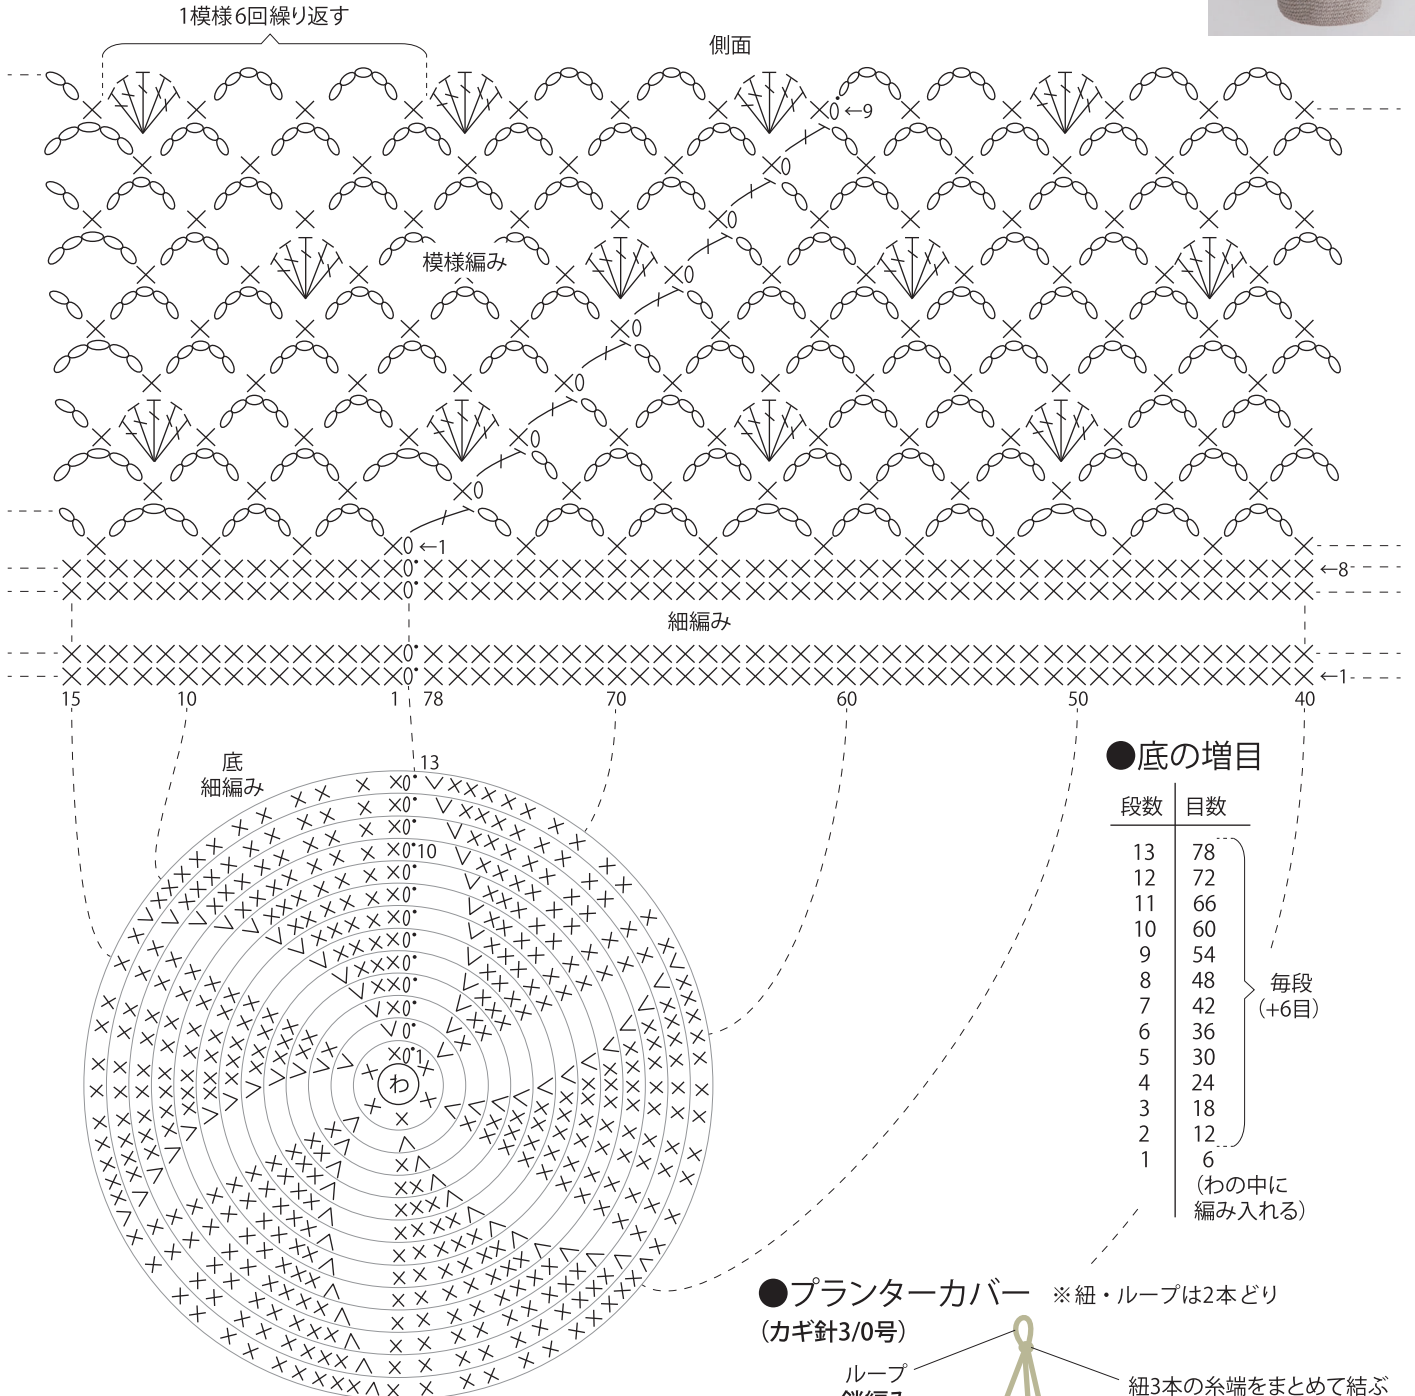 1模様6回繰り返す
側面
←9
模様編み
←1
←8
細編み
←1
15 10 1 78 70 60 50 40
底
細編み
13
10
1
わ
●底の増目
段数 目数
13 78
12 72
11 66
10 60
9 54
8 48
7 42
6 36
5 30
4 24
3 18
2 12
1 6
毎段
(+6目)
(わの中に
編み入れる)
●プランターカバー ※紐・ループは2本どり
(カギ針3/0号)
ループ
紐3本の糸端をまとめて結ぶ